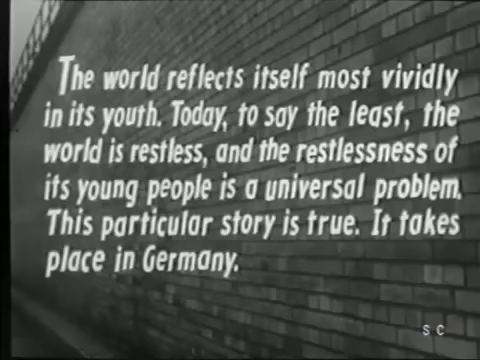 The world reflects itself most vividly
in its youth. Today, to say the least, the
world is restless, and the restlessness of
its young people is a universal problem.
This particular story is true. It takes
place in Germany.
S C